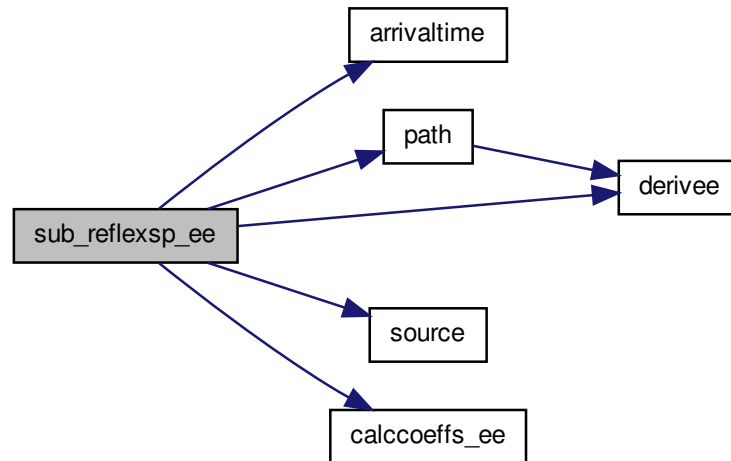 arrivaltime
path
derivee
sub_reflexsp_ee
source
calccoeffs_ee